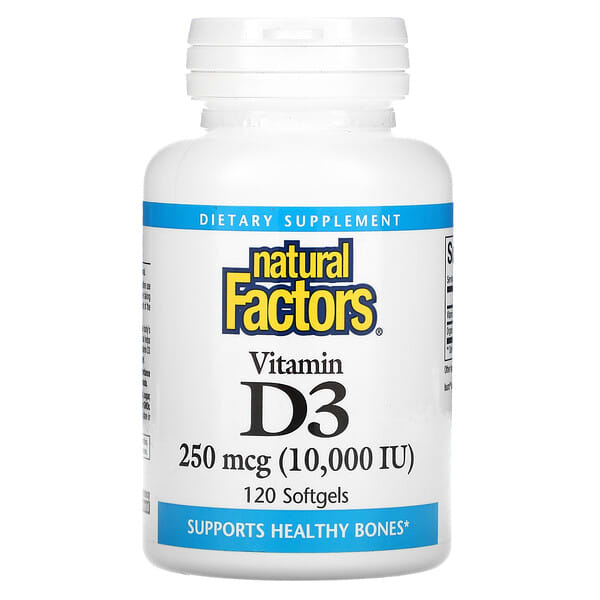 DIETARY SUPPLEMENT
natural
Factors®
Vitamin
D3
250 mcg (10,000 IU)
120 Softgels
SUPPORTS HEALTHY BONES*